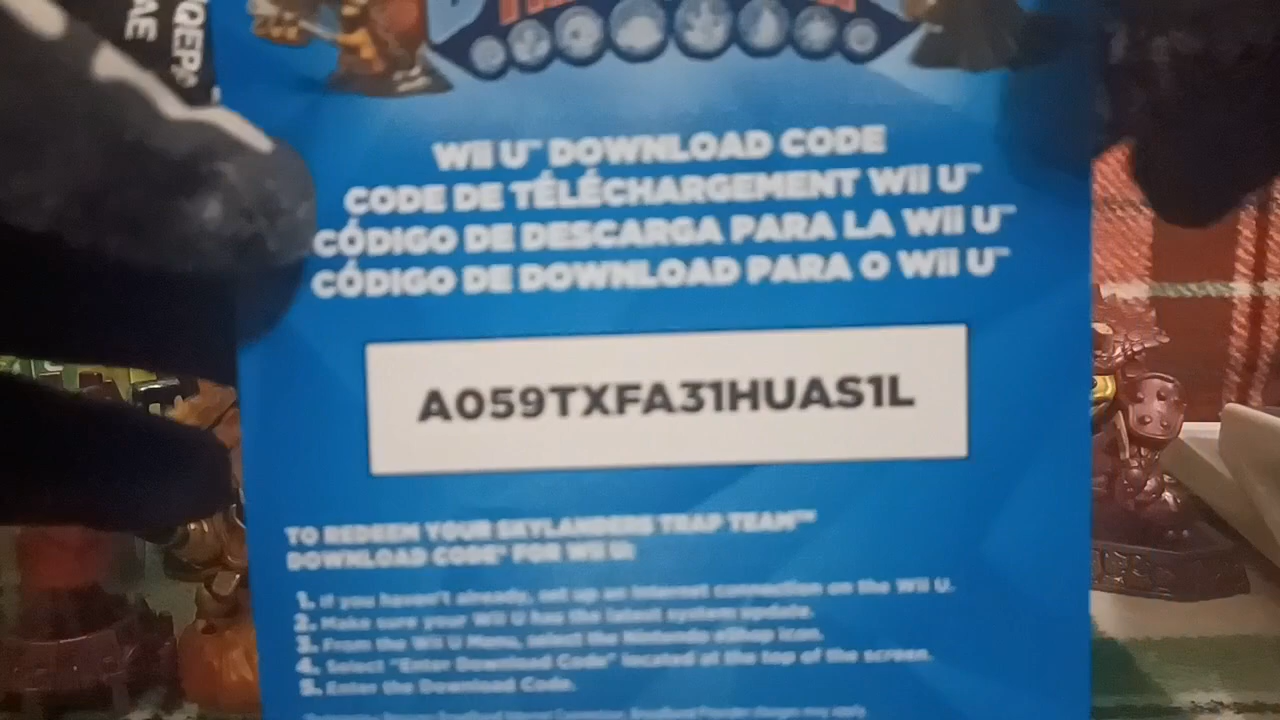 WII U™ DOWNLOAD CODE
CODE DE TÉLÉCHARGEMENT WII U™
CÓDIGO DE DESCARGA PARA LA WII U™
CÓDIGO DE DOWNLOAD PARA O WII U™
A059TXFA31HUAS1L
TO REDEEM YOUR SKYLANDERS TRAP TEAM™
DOWNLOAD CODE* FOR WII U:
1. If you haven't already, set up an Internet connection on the Wii U.
2. Make sure your Wii U has the latest system update.
3. From the Wii U Menu, select the Nintendo eShop icon.
4. Select "Enter Download Code" located at the top of the screen.
5. Enter the Download Code.